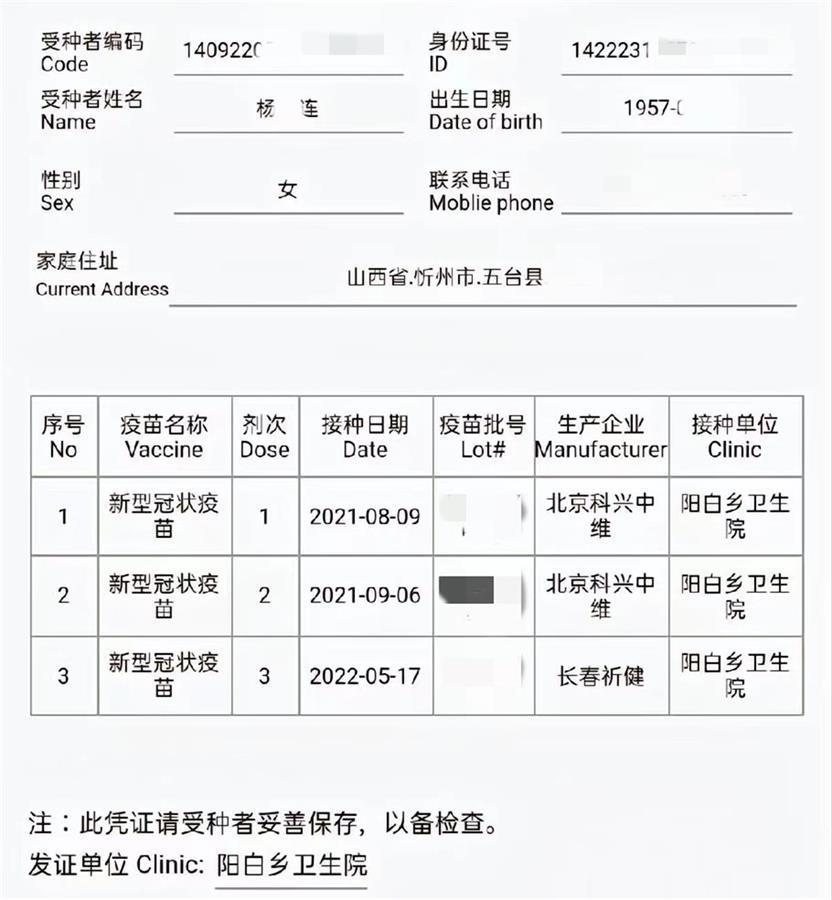 受种者编码 身份证号
Code 1409220 ID 1422231
受种者姓名 出生日期
Name 杨 连 Date of birth 1957-0
性别 联系电话
Sex 女 Moblie phone
家庭住址
Current Address 山西省.忻州市.五台县
序号 疫苗名称 剂次 接种日期 疫苗批号 生产企业 接种单位
No Vaccine Dose Date Lot# Manufacturer Clinic
1 新型冠状疫苗 1 2021-08-09 北京科兴中维 阳白乡卫生院
2 新型冠状疫苗 2 2021-09-06 北京科兴中维 阳白乡卫生院
3 新型冠状疫苗 3 2022-05-17 长春祈健 阳白乡卫生院
注：此凭证请受种者妥善保存，以备检查。
发证单位 Clinic: 阳白乡卫生院